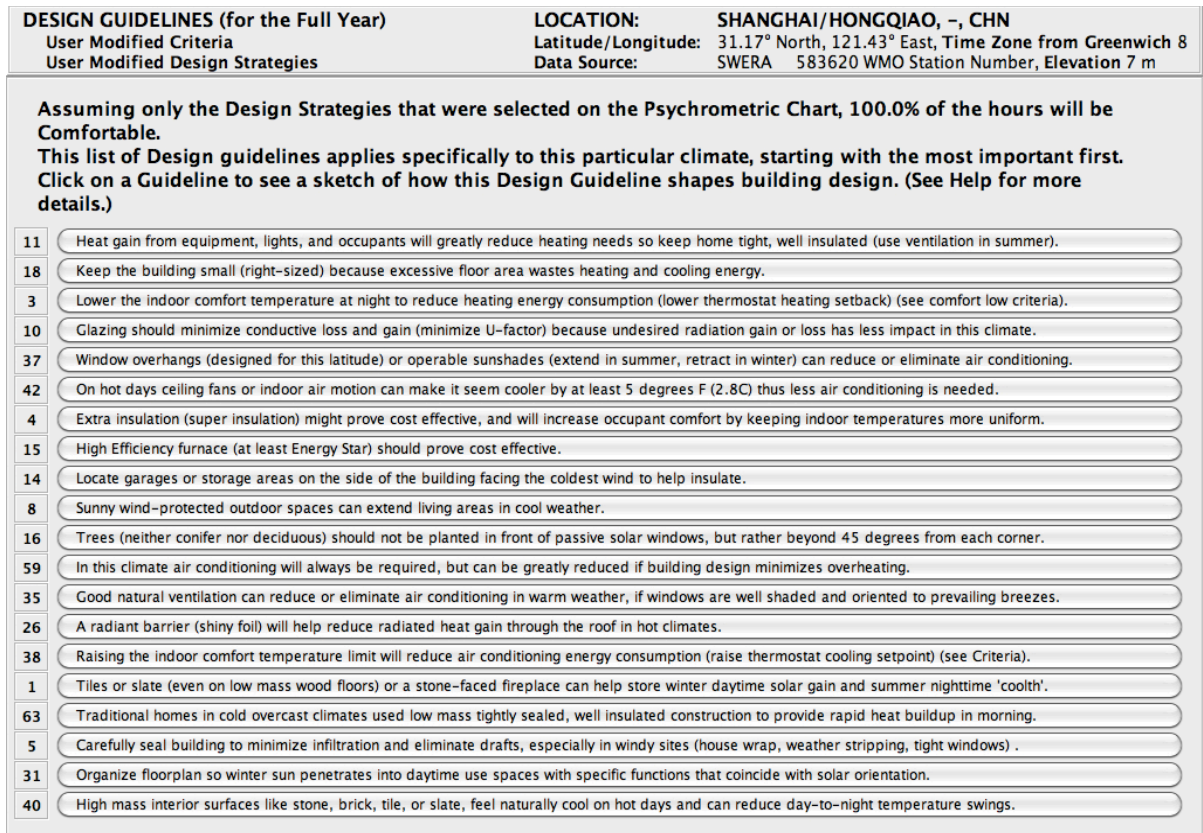 DESIGN GUIDELINES (for the Full Year)
User Modified Criteria
User Modified Design Strategies
LOCATION: SHANGHAI/HONGQIAO, -, CHN
Latitude/Longitude: 31.17° North, 121.43° East, Time Zone from Greenwich 8
Data Source: SWERA 583620 WMO Station Number, Elevation 7 m
Assuming only the Design Strategies that were selected on the Psychrometric Chart, 100.0% of the hours will be
Comfortable.
This list of Design guidelines applies specifically to this particular climate, starting with the most important first.
Click on a Guideline to see a sketch of how this Design Guideline shapes building design. (See Help for more
details.)
11 Heat gain from equipment, lights, and occupants will greatly reduce heating needs so keep home tight, well insulated (use ventilation in summer).
18 Keep the building small (right-sized) because excessive floor area wastes heating and cooling energy.
3 Lower the indoor comfort temperature at night to reduce heating energy consumption (lower thermostat heating setback) (see comfort low criteria).
10 Glazing should minimize conductive loss and gain (minimize U-factor) because undesired radiation gain or loss has less impact in this climate.
37 Window overhangs (designed for this latitude) or operable sunshades (extend in summer, retract in winter) can reduce or eliminate air conditioning.
42 On hot days ceiling fans or indoor air motion can make it seem cooler by at least 5 degrees F (2.8C) thus less air conditioning is needed.
4 Extra insulation (super insulation) might prove cost effective, and will increase occupant comfort by keeping indoor temperatures more uniform.
15 High Efficiency furnace (at least Energy Star) should prove cost effective.
14 Locate garages or storage areas on the side of the building facing the coldest wind to help insulate.
8 Sunny wind-protected outdoor spaces can extend living areas in cool weather.
16 Trees (neither conifer nor deciduous) should not be planted in front of passive solar windows, but rather beyond 45 degrees from each corner.
59 In this climate air conditioning will always be required, but can be greatly reduced if building design minimizes overheating.
35 Good natural ventilation can reduce or eliminate air conditioning in warm weather, if windows are well shaded and oriented to prevailing breezes.
26 A radiant barrier (shiny foil) will help reduce radiated heat gain through the roof in hot climates.
38 Raising the indoor comfort temperature limit will reduce air conditioning energy consumption (raise thermostat cooling setpoint) (see Criteria).
1 Tiles or slate (even on low mass wood floors) or a stone-faced fireplace can help store winter daytime solar gain and summer nighttime 'coolth'.
63 Traditional homes in cold overcast climates used low mass tightly sealed, well insulated construction to provide rapid heat buildup in morning.
5 Carefully seal building to minimize infiltration and eliminate drafts, especially in windy sites (house wrap, weather stripping, tight windows) .
31 Organize floorplan so winter sun penetrates into daytime use spaces with specific functions that coincide with solar orientation.
40 High mass interior surfaces like stone, brick, tile, or slate, feel naturally cool on hot days and can reduce day-to-night temperature swings.